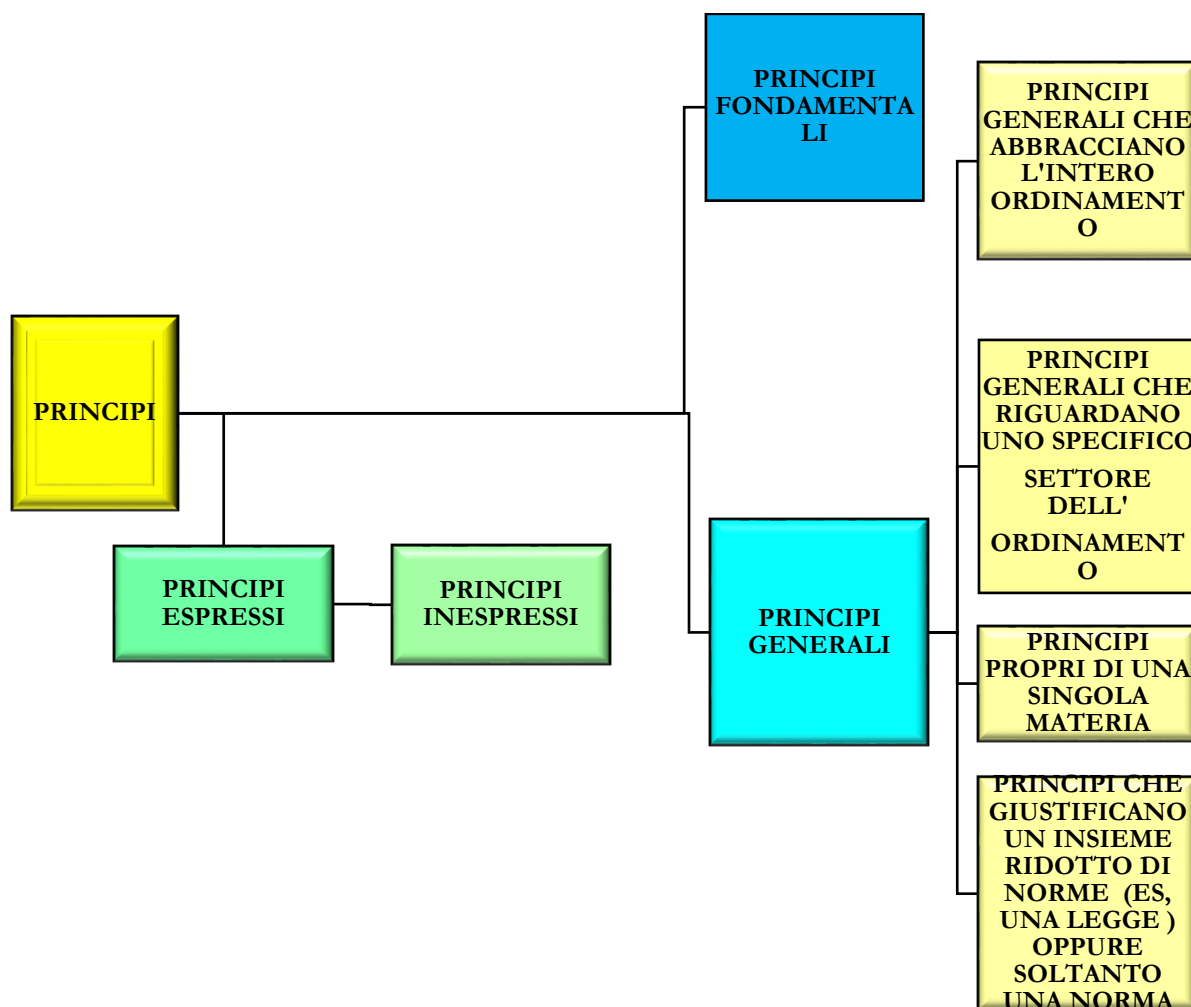 PRINCIPI
PRINCIPI
ESPRESSI
PRINCIPI
INESPRESSI
PRINCIPI
FONDAMENTA
LI
PRINCIPI
GENERALI
PRINCIPI
GENERALI CHE
ABBRACCIANO
L'INTERO
ORDINAMENT
O
PRINCIPI
GENERALI CHE
RIGUARDANO
UNO SPECIFICO
SETTORE
DELL'
ORDINAMENT
O
PRINCIPI
PROPRI DI UNA
SINGOLA
MATERIA
PRINCIPI CHE
GIUSTIFICANO
UN INSIEME
RIDOTTO DI
NORME (ES,
UNA LEGGE )
OPPURE
SOLTANTO
UNA NORMA